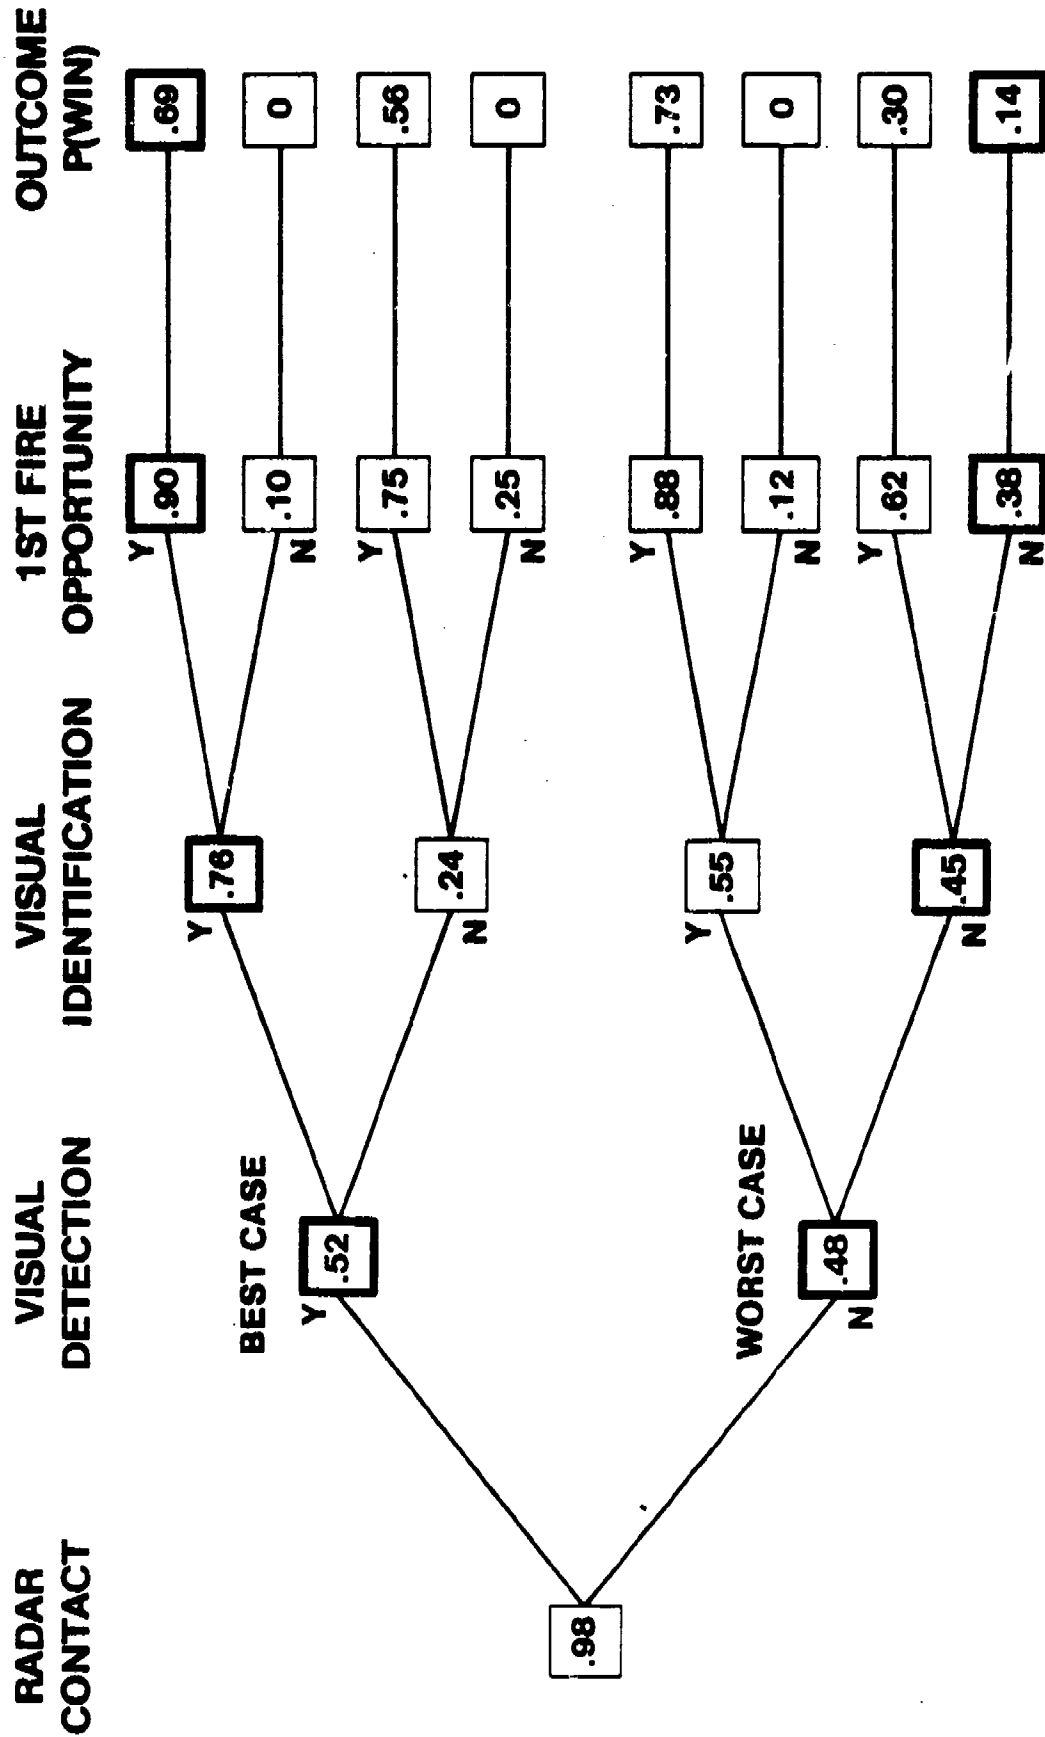 RADAR
CONTACT
VISUAL
DETECTION
VISUAL
IDENTIFICATION
1ST FIRE
OPPORTUNITY
OUTCOME
P(WIN)
.98
BEST CASE
Y
.52
WORST CASE
N
.48
Y
.76
N
.24
Y
.55
N
.45
Y
.90
.69
N
.10
0
Y
.75
.56
N
.25
0
Y
.88
.73
N
.12
0
Y
.62
.30
N
.38
.14